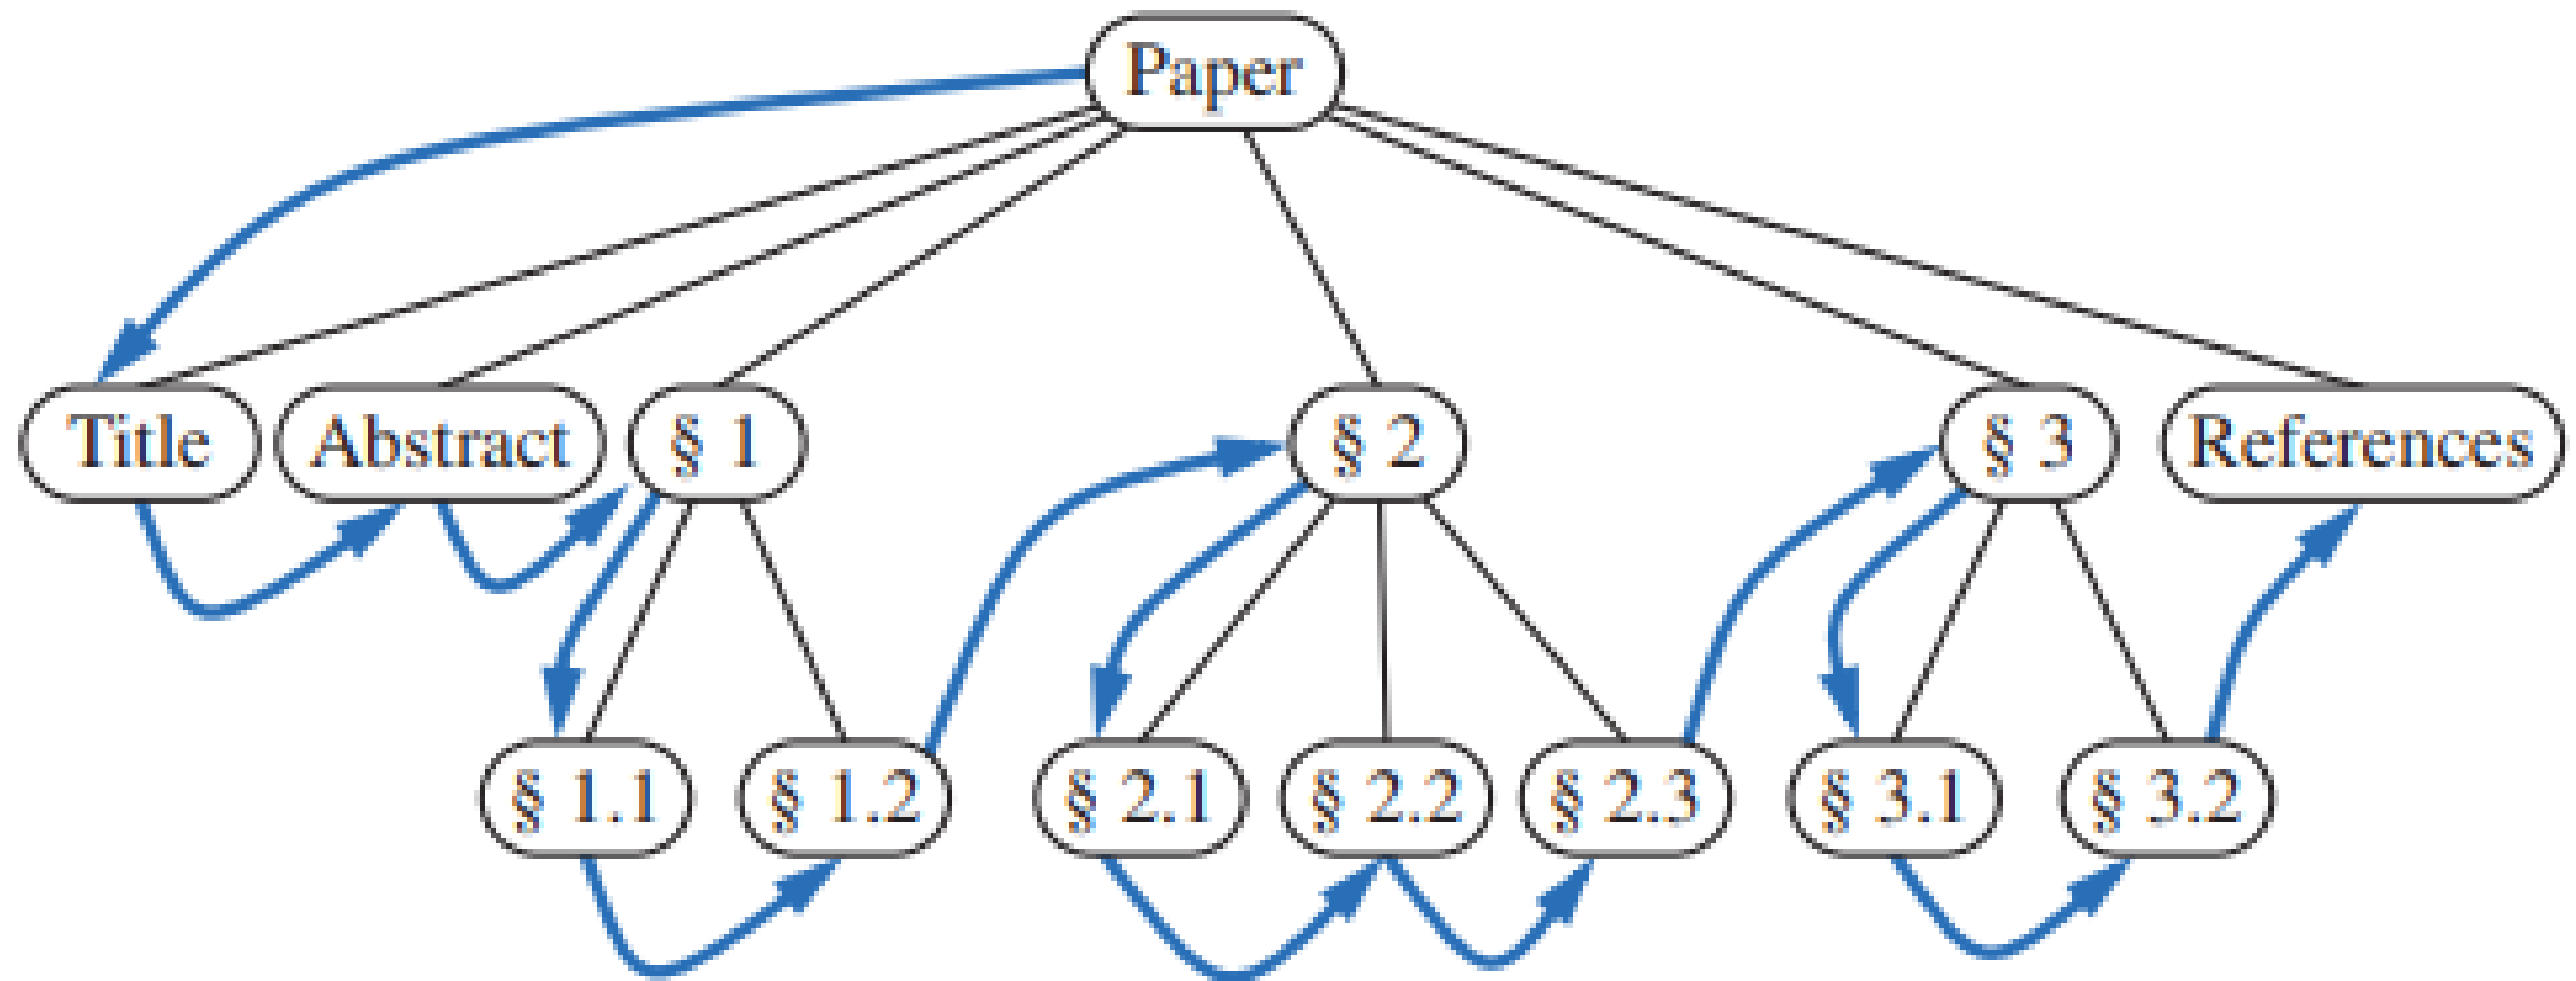 Paper
Title Abstract § 1 § 2 § 3 References
§ 1.1 § 1.2 § 2.1 § 2.2 § 2.3 § 3.1 § 3.2